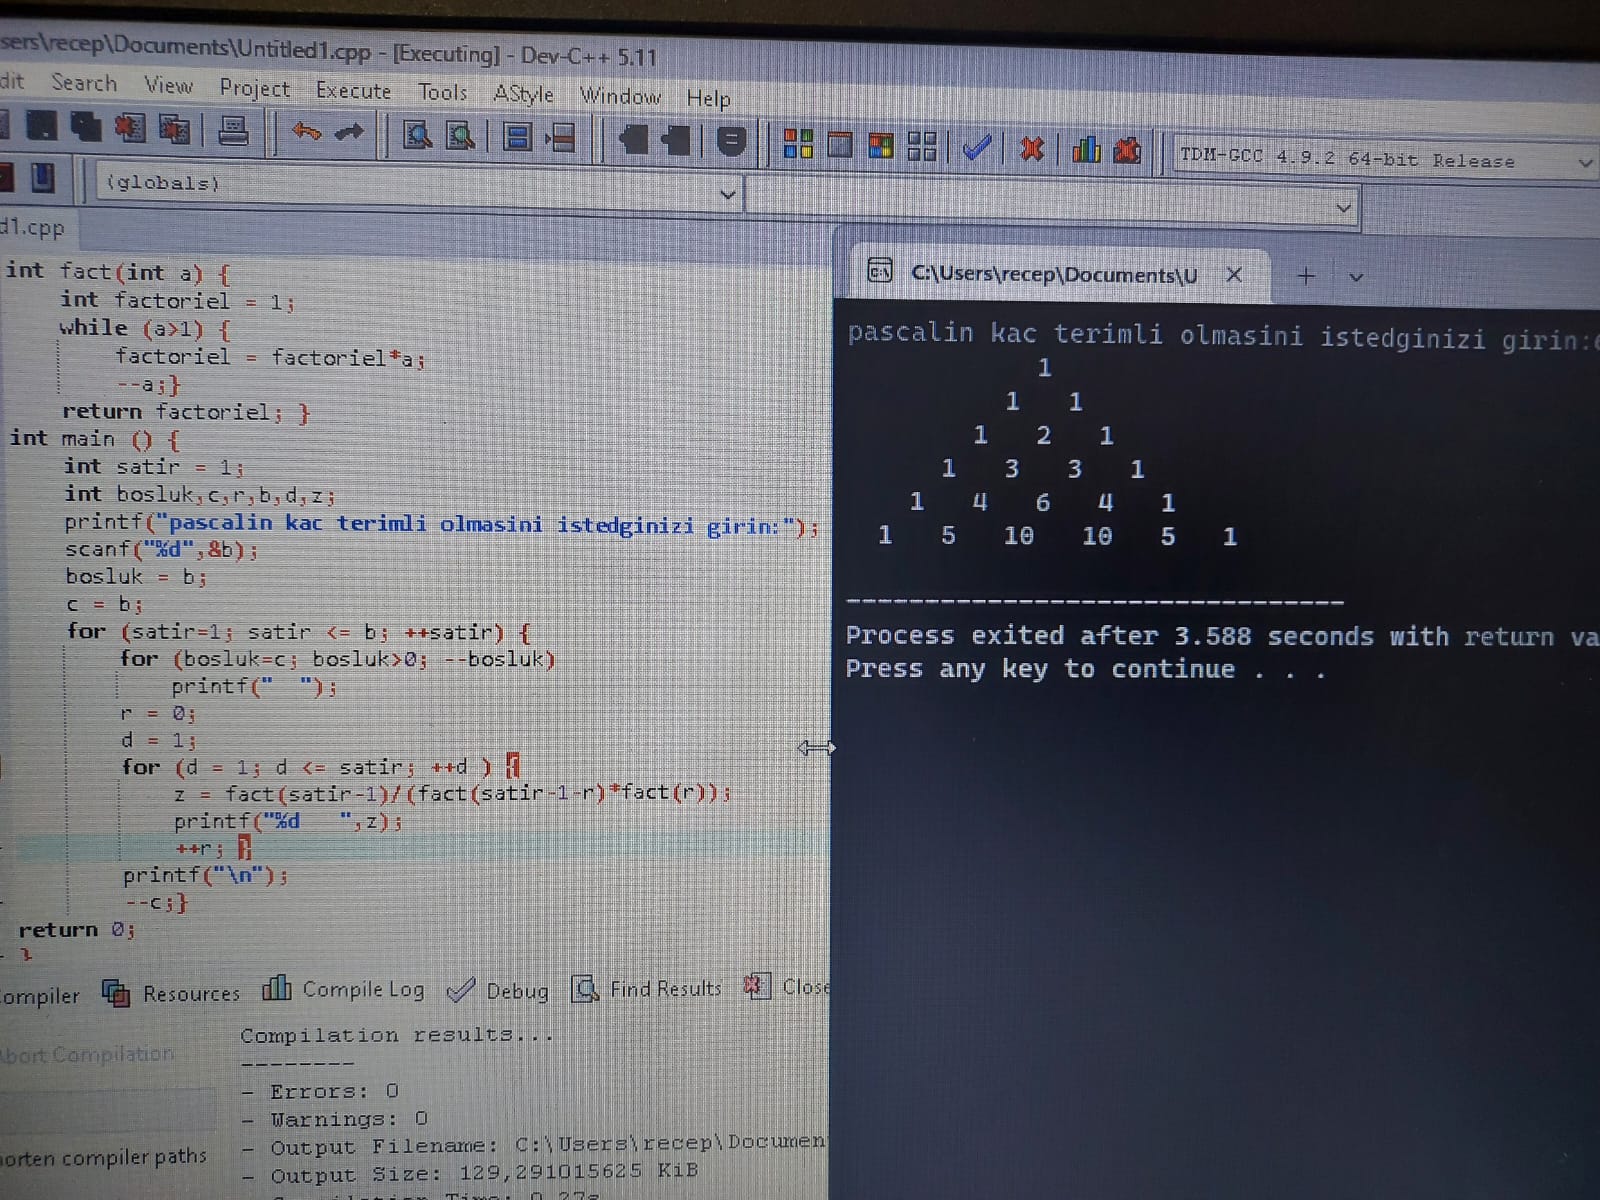 sers\recep\Documents\Untitled1.cpp - [Executing] - Dev-C++ 5.11
dit Search View Project Execute Tools AStyle Window Help
TDM-GCC 4.9.2 64-bit Release
(globals)
d1.cpp
int fact(int a) {
int factoriel = 1;
while (a>1) {
factoriel = factoriel*a;
--a;}
return factoriel; }
int main () {
int satir = 1;
int bosluk,c,r,b,d,z;
printf("pascalin kac terimli olmasini istedginizi girin:");
scanf("%d",&b);
bosluk = b;
c = b;
for (satir=1; satir <= b; ++satir) {
for (bosluk=c; bosluk>0; --bosluk)
printf("  ");
r = 0;
d = 1;
for (d = 1; d <= satir; ++d ) {
z = fact(satir-1)/(fact(satir-1-r)*fact(r));
printf("%d   ",z);
++r; }
printf("\n");
--c;}
return 0;
}
C:\Users\recep\Documents\U
pascalin kac terimli olmasini istedginizi girin:
1
1 1
1 2 1
1 3 3 1
1 4 6 4 1
1 5 10 10 5 1
--------------------------------
Process exited after 3.588 seconds with return va
Press any key to continue . . .
ompiler Resources Compile Log Debug Find Results Close
Abort Compilation
orten compiler paths
Compilation results...
--------
- Errors: 0
- Warnings: 0
- Output Filename: C:\Users\recep\Documen
- Output Size: 129,291015625 KiB
- Compilation Time: 0,27s